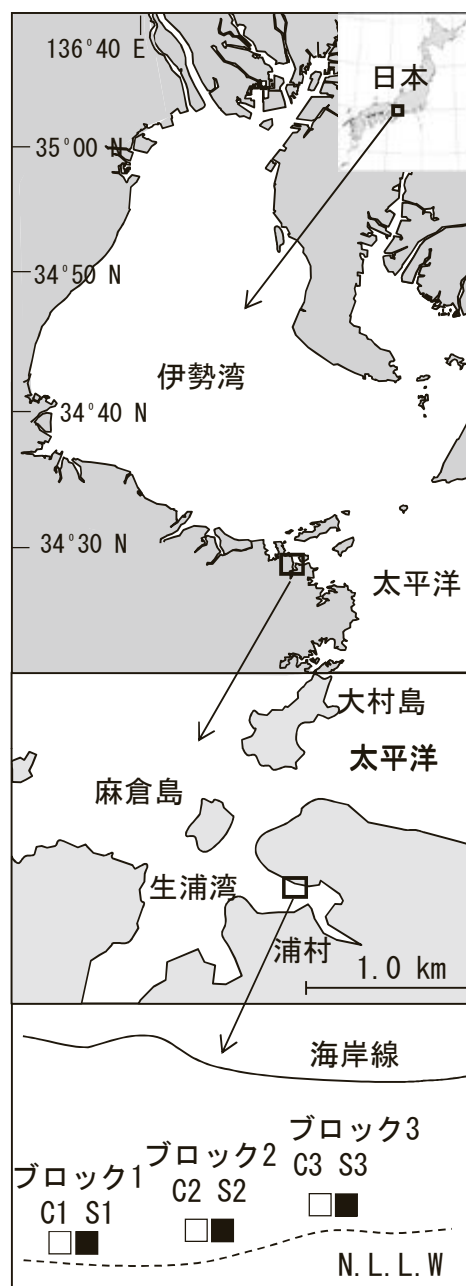 136°40 E
日本
35°00 N
34°50 N
伊勢湾
34°40 N
34°30 N
太平洋
大村島
太平洋
麻倉島
生浦湾
浦村
1.0 km
海岸線
ブロック1
ブロック2
ブロック3
C1 S1
C2 S2
C3 S3
N.L.L.W